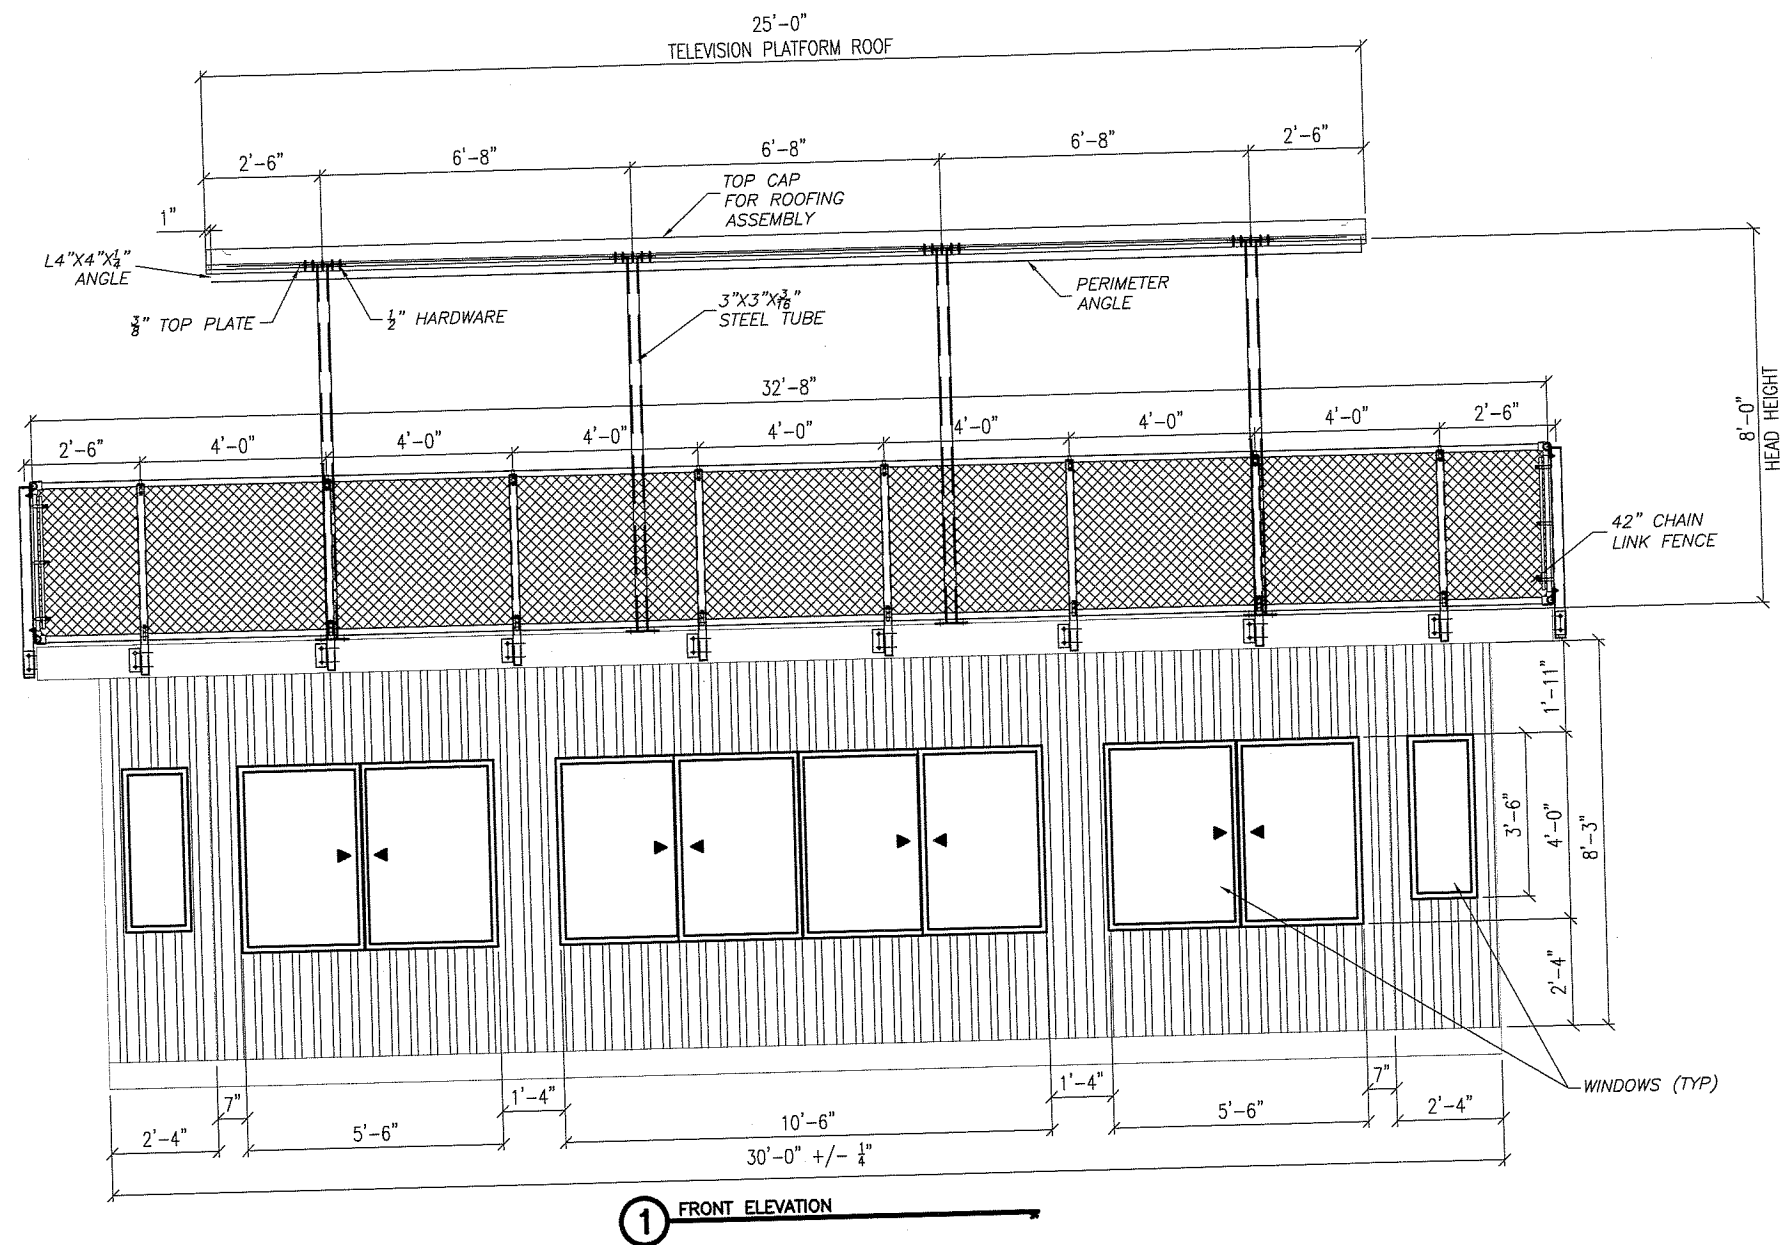 25'-0"
TELEVISION PLATFORM ROOF
2'-6"
6'-8"
6'-8"
6'-8"
2'-6"
1"
TOP CAP
FOR ROOFING
ASSEMBLY
L4"X4"X1/4"
ANGLE
3/8" TOP PLATE
1/2" HARDWARE
3"X3"X3/16"
STEEL TUBE
PERIMETER
ANGLE
32'-8"
2'-6"
4'-0"
4'-0"
4'-0"
4'-0"
4'-0"
4'-0"
4'-0"
2'-6"
8'-0"
HEAD HEIGHT
42" CHAIN
LINK FENCE
1'-11"
3'-6"
4'-0"
8'-3"
2'-4"
WINDOWS (TYP)
2'-4"
7"
5'-6"
1'-4"
10'-6"
1'-4"
5'-6"
7"
2'-4"
30'-0" +/- 1/4"
1
FRONT ELEVATION